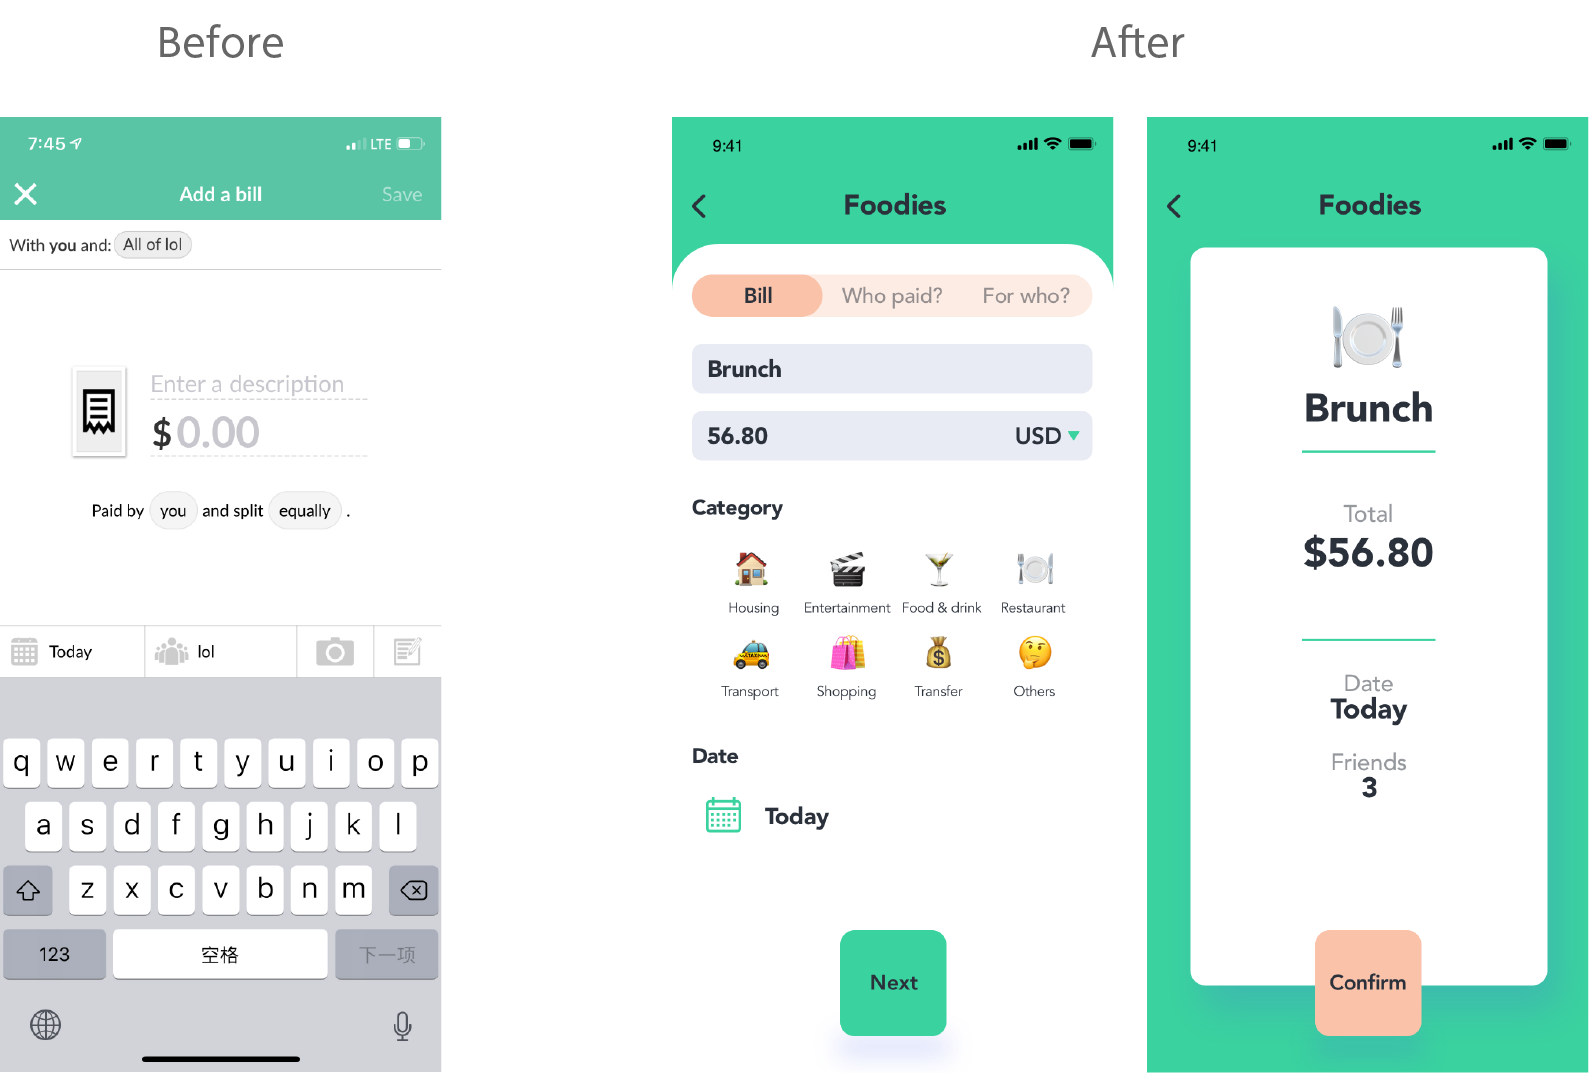 Before
After
7:45 LTE
Add a bill Save
With you and: All of lol
Enter a description
$ 0.00
Paid by you and split equally .
Today lol
q w e r t y u i o p
a s d f g h j k l
z x c v b n m
123 空格 下一项
9:41
Foodies
Bill Who paid? For who?
Brunch
56.80 USD
Category
Housing Entertainment Food & drink Restaurant
TAXI
Transport Shopping Transfer Others
$
Date
Today
Next
9:41
Foodies
Brunch
Total
$56.80
Date
Today
Friends
3
Confirm